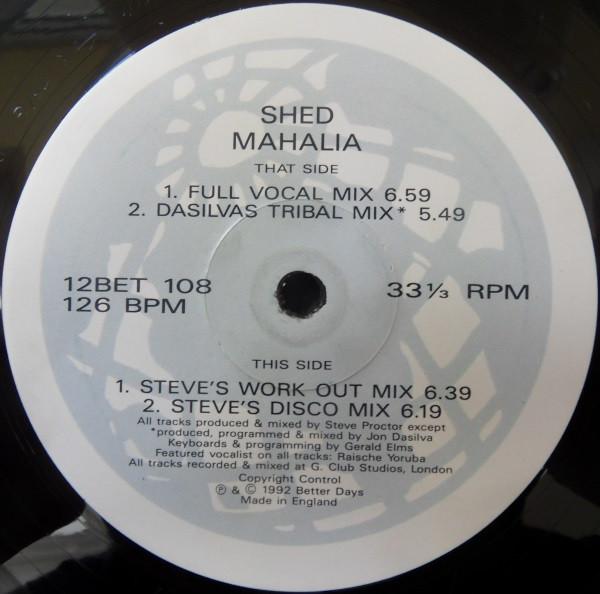 SHED
MAHALIA
THAT SIDE
1. FULL VOCAL MIX 6.59
2. DASILVAS TRIBAL MIX* 5.49
12BET 108
126 BPM
33⅓ RPM
THIS SIDE
1. STEVE'S WORK OUT MIX 6.39
2. STEVE'S DISCO MIX 6.19
All tracks produced & mixed by Steve Proctor except
*produced, programmed & mixed by Jon Dasilva
Keyboards & programming by Gerald Elms
Featured vocalist on all tracks: Raische Yoruba
All tracks recorded & mixed at G. Club Studios, London
Copyright Control
℗ & © 1992 Better Days
Made in England